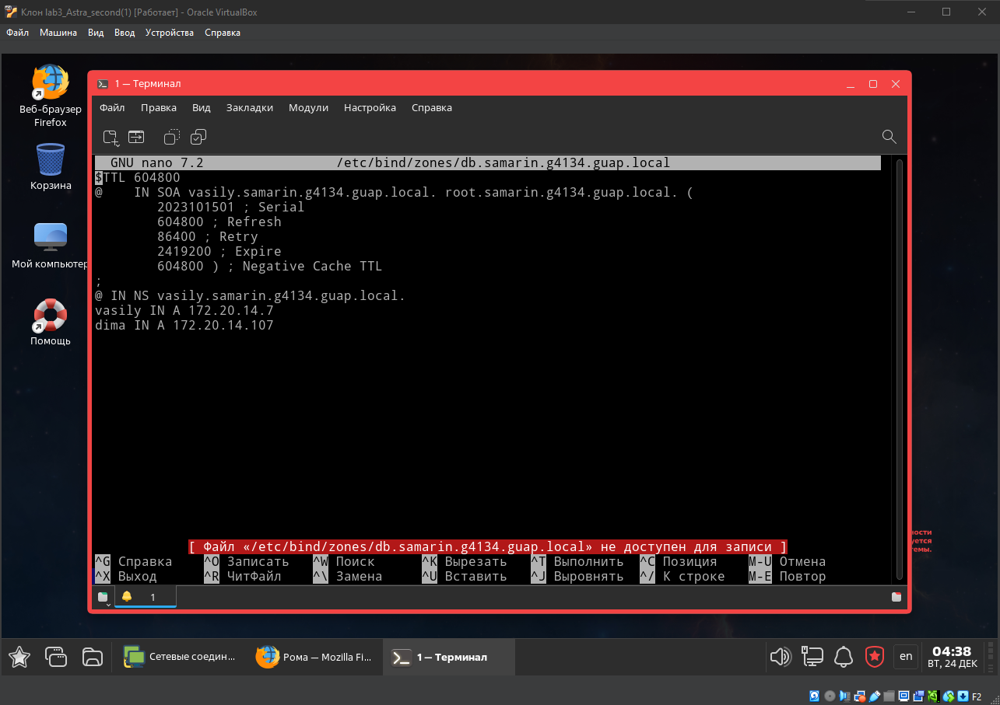 Клон lab3_Astra_second(1) [Работает] - Oracle VirtualBox
Файл Машина Вид Ввод Устройства Справка
Веб-браузер
Firefox
Корзина
Мой компьютер
Помощь
1 — Терминал
Файл Правка Вид Закладки Модули Настройка Справка
GNU nano 7.2 /etc/bind/zones/db.samarin.g4134.guap.local
$TTL 604800
@ IN SOA vasily.samarin.g4134.guap.local. root.samarin.g4134.guap.local. (
2023101501 ; Serial
604800 ; Refresh
86400 ; Retry
2419200 ; Expire
604800 ) ; Negative Cache TTL
;
@ IN NS vasily.samarin.g4134.guap.local.
vasily IN A 172.20.14.7
dima IN A 172.20.14.107
[ Файл «/etc/bind/zones/db.samarin.g4134.guap.local» не доступен для записи ]
^G Справка ^O Записать ^W Поиск ^K Вырезать ^T Выполнить ^C Позиция M-U Отмена
^X Выход ^R ЧитФайл ^\ Замена ^U Вставить ^J Выровнять ^/ К строке M-E Повтор
1
Сетевые соедин...
Рома — Mozilla Fi...
1 — Терминал
en
04:38
ВТ, 24 ДЕК
F2